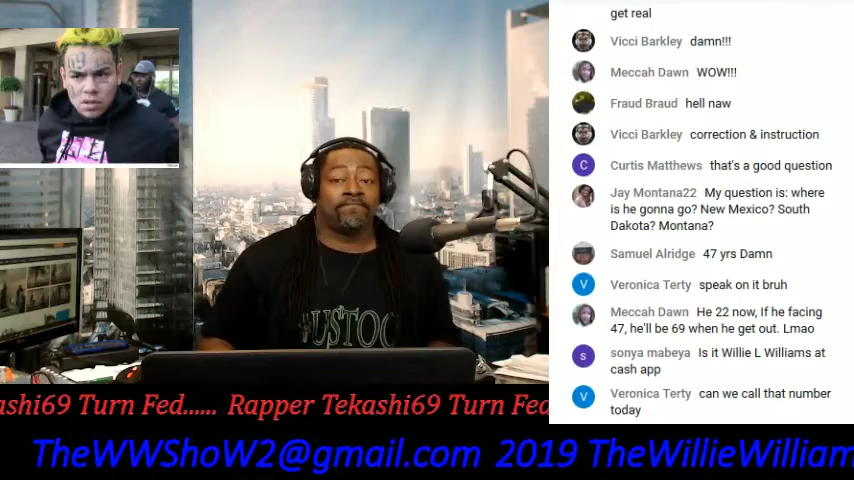 get real
Vicci Barkley damn!!!
Meccah Dawn WOW!!!
Fraud Braud hell naw
Vicci Barkley correction & instruction
C Curtis Matthews that's a good question
Jay Montana22 My question is: where
is he gonna go? New Mexico? South
Dakota? Montana?
Samuel Alridge 47 yrs Damn
V Veronica Terty speak on it bruh
Meccah Dawn He 22 now, If he facing
47, he'll be 69 when he get out. Lmao
s sonya mabeya Is it Willie L Williams at
cash app
V Veronica Terty can we call that number
today
ashi69 Turn Fed...... Rapper Tekashi69 Turn Fed
TheWWShoW2@gmail.com 2019 TheWillieWilliam